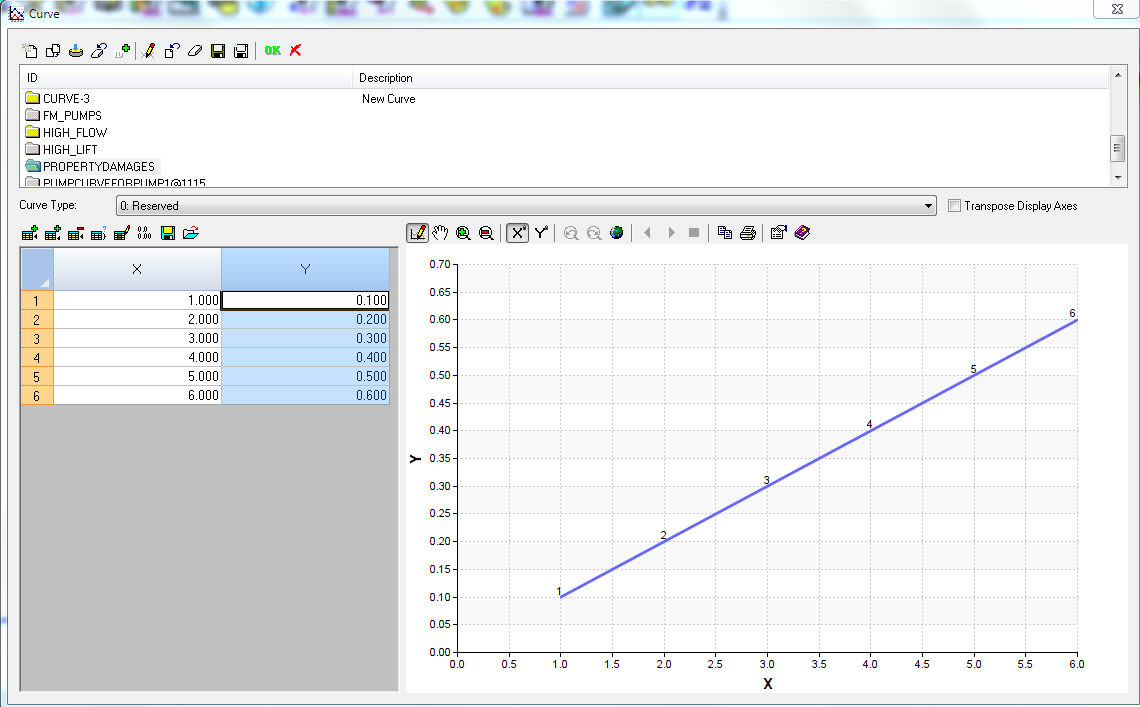 Curve
OK
ID Description
CURVE-3 New Curve
FM_PUMPS
HIGH_FLOW
HIGH_LIFT
PROPERTYDAMAGES
PUMPCURVEFORPUMP1@1115
Curve Type: 0: Reserved Transpose Display Axes
X Y
1 1.000 0.100
2 2.000 0.200
3 3.000 0.300
4 4.000 0.400
5 5.000 0.500
6 6.000 0.600
0.70
0.65
0.60
0.55
0.50
0.45
0.40
0.35
0.30
0.25
0.20
0.15
0.10
0.05
0.00
Y
1
2
3
4
5
6
0.0 0.5 1.0 1.5 2.0 2.5 3.0 3.5 4.0 4.5 5.0 5.5 6.0
X